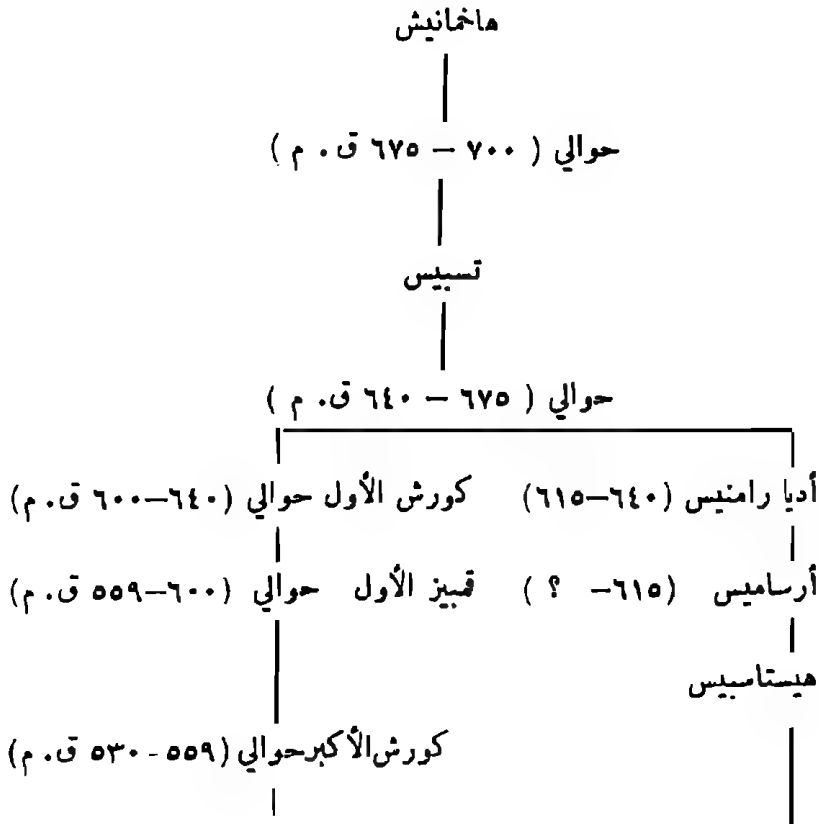 هاخمانيش
حوالي ( ٧٠٠ – ٦٧٥ ق. م )
تسبيس
حوالي ( ٦٧٥ – ٦٤٠ ق. م )
أديا رامنيس (٦٤٠–٦١٥) كورش الأول حوالي (٦٤٠–٦٠٠ ق. م)
أرساميس (٦١٥– ؟ ) قمبيز الأول حوالي (٦٠٠–٥٥٩ ق. م)
هيستاسبيس
كورش الأكبر حوالي (٥٥٩ - ٥٣٠ ق. م)